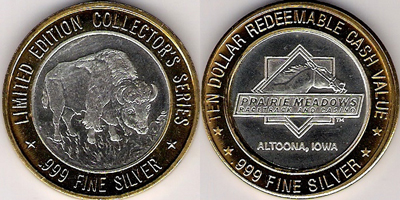 LIMITED EDITION COLLECTOR'S SERIES
★ .999 FINE SILVER ★
TEN DOLLAR REDEEMABLE CASH VALUE
PRAIRIE MEADOWS
RACETRACK AND CASINO
TM
ALTOONA, IOWA
★ .999 FINE SILVER ★